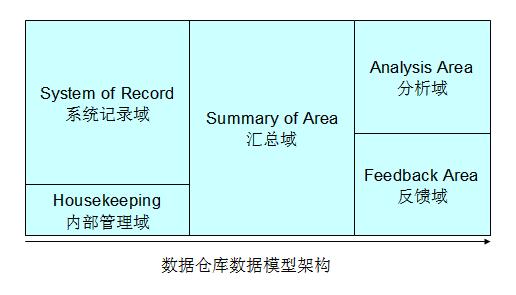 System of Record
系统记录域
Housekeeping
内部管理域
Summary of Area
汇总域
Analysis Area
分析域
Feedback Area
反馈域
数据仓库数据模型架构